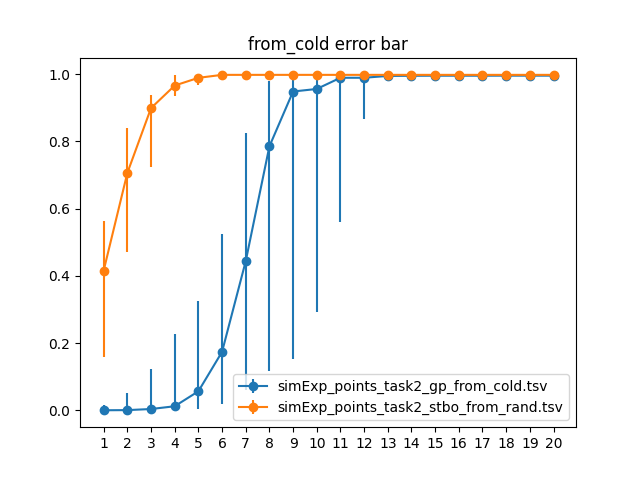 from_cold error bar
1.0
0.8
0.6
0.4
0.2
0.0
simExp_points_task2_gp_from_cold.tsv
simExp_points_task2_stbo_from_rand.tsv
1 2 3 4 5 6 7 8 9 10 11 12 13 14 15 16 17 18 19 20